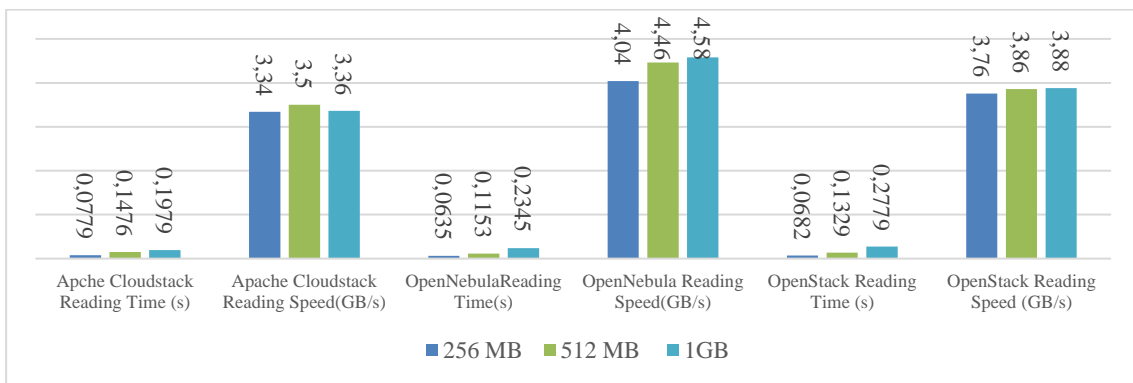 3,34
3,5
3,36
4,04
4,46
4,58
3,76
3,86
3,88
0,0779
0,1476
0,1979
0,0635
0,1153
0,2345
0,0682
0,1329
0,2779
Apche Cloudstack
Reading Time (s)
Apache Cloudstack
Reading Speed(GB/s)
OpenNebulaReading
Time(s)
OpenNebula Reading
Speed(GB/s)
OpenStack Reading
Time (s)
OpenStack Reading
Speed (GB/s)
256 MB
512 MB
1GB